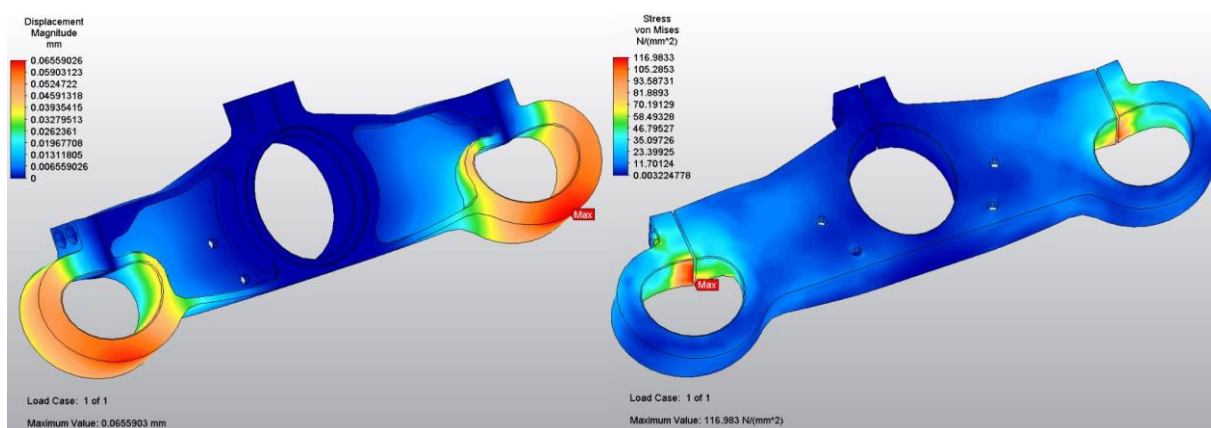 Displacement
Magnitude
mm
0.06559026
0.05903123
0.0524722
0.04591318
0.03935415
0.03279513
0.0262361
0.01967708
0.01311805
0.006559026
0
Max
Load Case: 1 of 1
Maximum Value: 0.0655903 mm
Stress
von Mises
N/(mm^2)
116.9833
105.2853
93.58731
81.8893
70.19129
58.49328
46.79527
35.09726
23.39925
11.70124
0.003224778
Max
Load Case: 1 of 1
Maximum Value: 116.983 N/(mm^2)